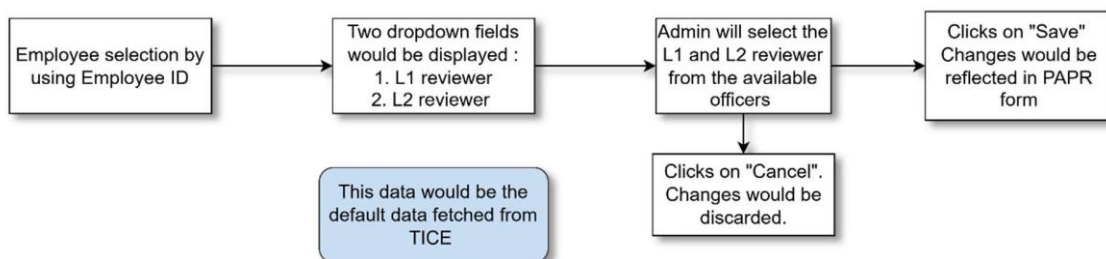 Employee selection by
using Employee ID
Two dropdown fields
would be displayed :
1. L1 reviewer
2. L2 reviewer
Admin will select the
L1 and L2 reviewer
from the available
officers
Clicks on "Save"
Changes would be
reflected in PAPR
form
This data would be the
default data fetched from
TICE
Clicks on "Cancel".
Changes would be
discarded.